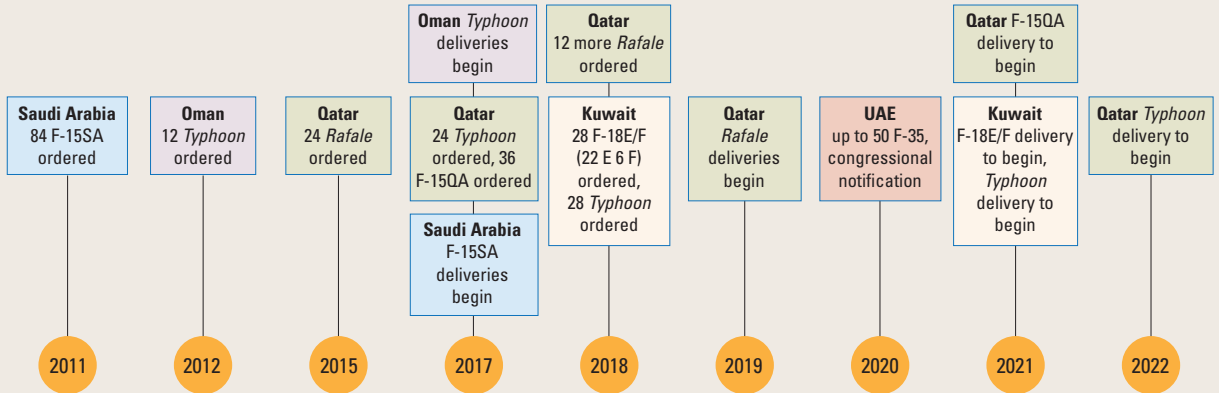 Saudi Arabia
84 F-15SA
ordered
Oman
12 Typhoon
ordered
Qatar
24 Rafale
ordered
Oman Typhoon
deliveries
begin
Qatar
24 Typhoon
ordered, 36
F-15QA ordered
Saudi Arabia
F-15SA
deliveries
begin
Qatar
12 more Rafale
ordered
Kuwait
28 F-18E/F
(22 E 6 F)
ordered,
28 Typhoon
ordered
Qatar
Rafale
deliveries
begin
UAE
up to 50 F-35,
congressional
notification
Qatar F-15QA
delivery to
begin
Kuwait
F-18E/F delivery
to begin,
Typhoon
delivery to
begin
Qatar Typhoon
delivery to
begin
2011
2012
2015
2017
2018
2019
2020
2021
2022